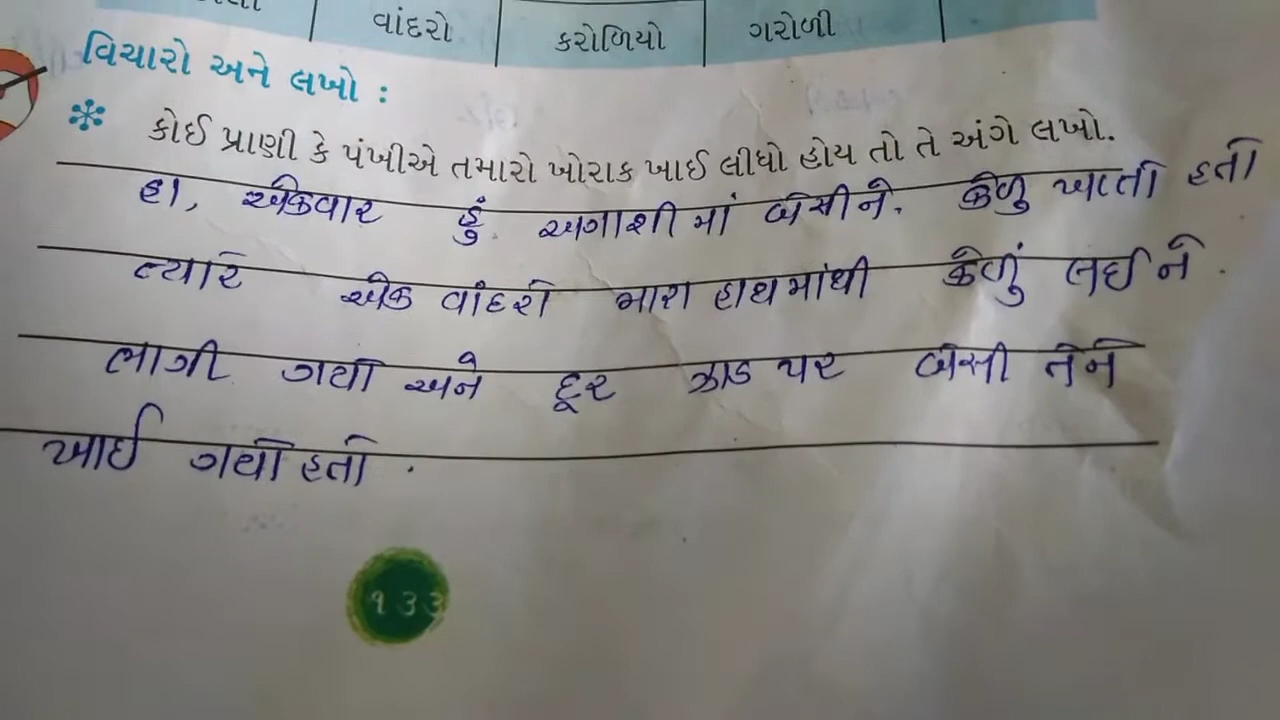 વાંદરો કરોળિયો ગરોળી
વિચારો અને લખો :
* કોઈ પ્રાણી કે પંખીએ તમારો ખોરાક ખાઈ લીધો હોય તો તે અંગે લખો.
હા, એકવાર હું અગાશી માં બેસીને. કેળુ ખાતો હતો
ત્યારે એક વાંદરો મારા હાથમાંથી કેળું લઈને .
ભાગી ગયો અને દૂર ઝાડ પર બેસી તેને
ખાઈ ગયો હતો .
૧૩૩